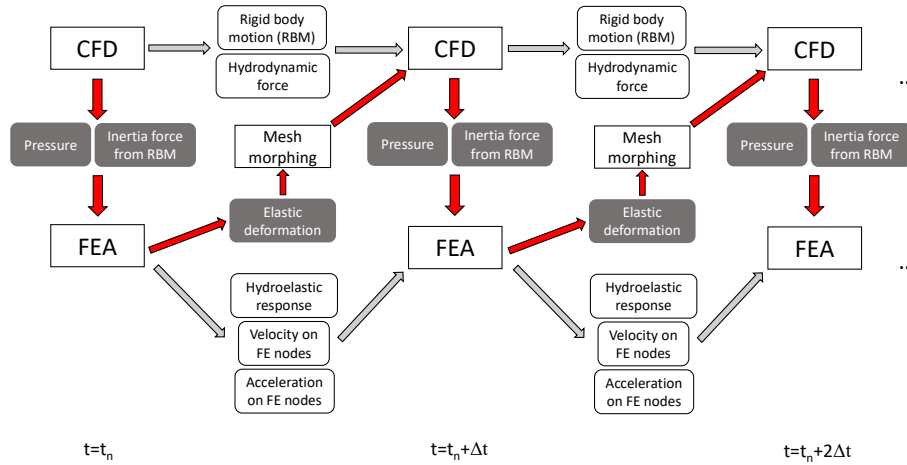 Rigid body
motion (RBM)
Rigid body
motion (RBM)
CFD
CFD
CFD
Hydrodynamic
force
Hydrodynamic
force
..
Pressure
Inertia force
from RBM
Mesh
morphing
Pressure
Inertia force
from RBM
Mesh
morphing
Pressure
Inertia force
from RBM
Elastic
deformation
Elastic
deformation
FEA
FEA
FEA
..
Hydroelastic
response
Hydroelastic
response
Velocity on
FE nodes
Velocity on
FE nodes
Acceleration
on FE nodes
Acceleration
on FE nodes
t=tn
t=tn+Δt
t=tn+2Δt